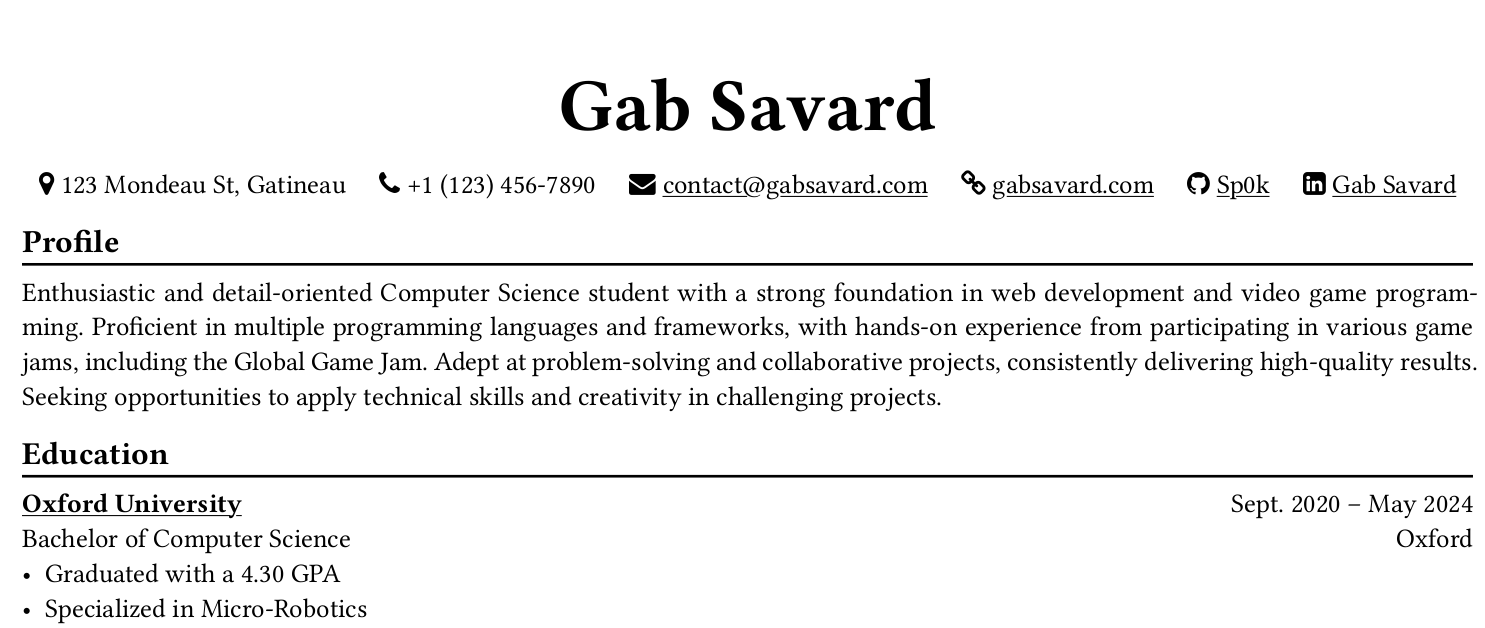 Gab Savard
123 Mondeau St, Gatineau +1 (123) 456-7890 contact@gabsavard.com gabsavard.com Sp0k Gab Savard
Profile
Enthusiastic and detail-oriented Computer Science student with a strong foundation in web development and video game program-
ming. Proficient in multiple programming languages and frameworks, with hands-on experience from participating in various game
jams, including the Global Game Jam. Adept at problem-solving and collaborative projects, consistently delivering high-quality results.
Seeking opportunities to apply technical skills and creativity in challenging projects.
Education
Oxford University Sept. 2020 – May 2024
Bachelor of Computer Science Oxford
• Graduated with a 4.30 GPA
• Specialized in Micro-Robotics